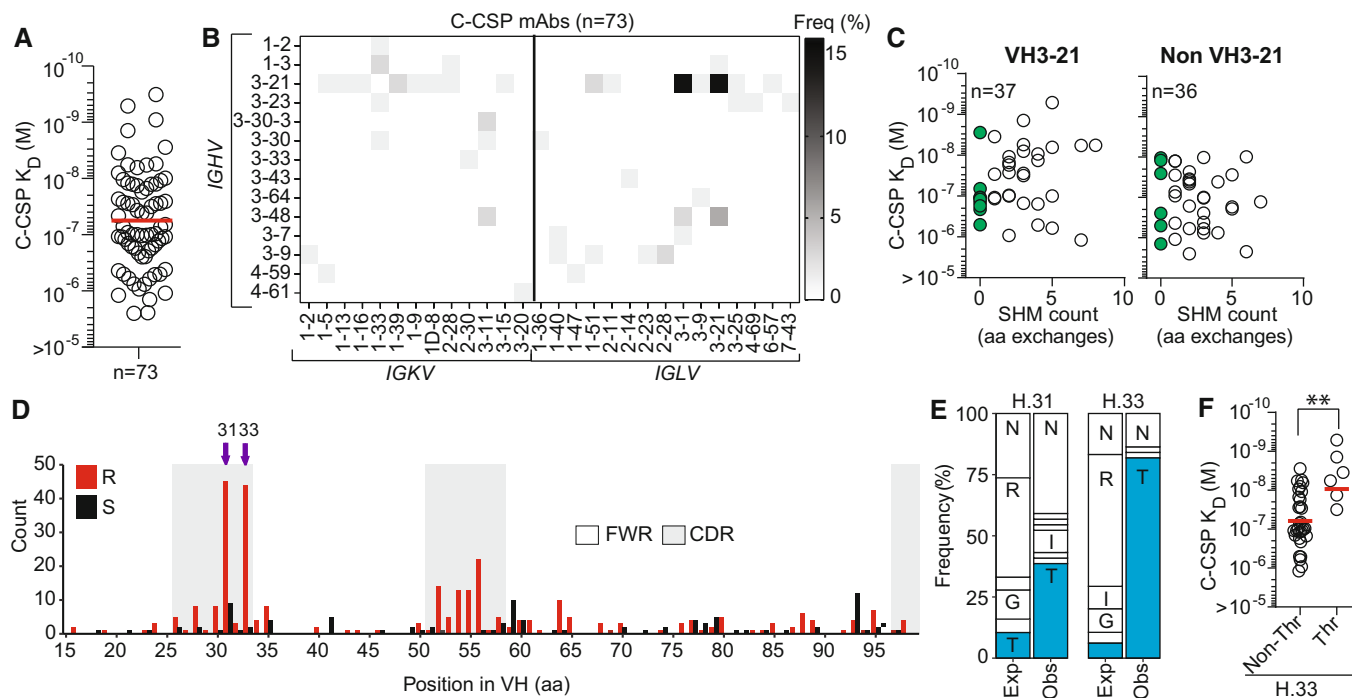 A
C-CSP K_D (M)
10^-10
10^-9
10^-8
10^-7
10^-6
>10^-5
n=73
B
C-CSP mAbs (n=73)
IGHV
1-2
1-3
3-21
3-23
3-30-3
3-30
3-33
3-43
3-64
3-48
3-7
3-9
4-59
4-61
1-2
1-5
1-13
1-16
1-33
1-39
1-9
1D-8
2-28
2-30
3-11
3-15
3-20
1-36
1-40
1-47
1-51
2-11
2-14
2-23
2-28
3-1
3-9
3-21
3-25
4-69
6-57
7-43
IGKV
IGLV
Freq (%)
15
10
5
0
C
VH3-21
Non VH3-21
C-CSP K_D (M)
10^-10
10^-9
10^-8
10^-7
10^-6
> 10^-5
n=37
n=36
0 5 10
0 5 10
SHM count
(aa exchanges)
SHM count
(aa exchanges)
D
Count
50
40
30
20
10
0
R
S
31 33
FWR
CDR
15 20 25 30 35 40 45 50 55 60 65 70 75 80 85 90 95
Position in VH (aa)
E
H.31
H.33
Frequency(%)
100
75
50
25
0
N
R
G
T
N
I
T
N
R
I
G
N
T
Exp
Obs
Exp
Obs
F
**
C-CSP K_D (M)
10^-10
10^-9
10^-8
10^-7
10^-6
> 10^-5
Non-Thr
Thr
H.33